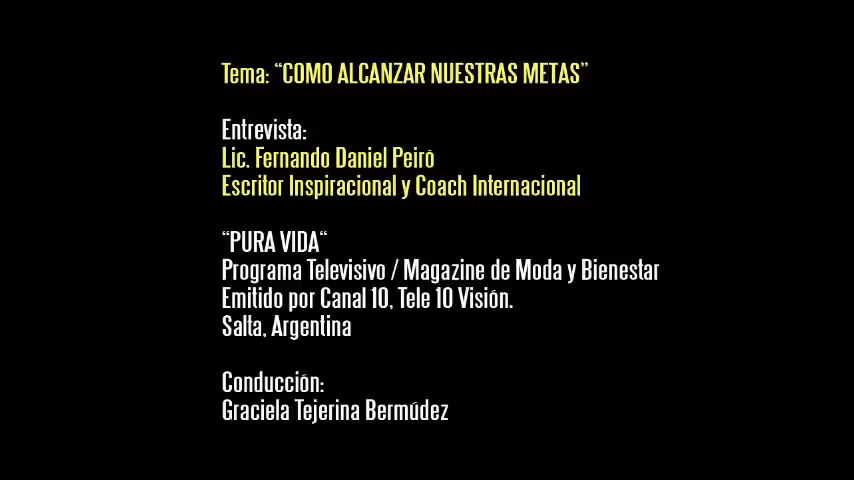 Tema: “COMO ALCANZAR NUESTRAS METAS”
Entrevista:
Lic. Fernando Daniel Peiró
Escritor Inspiracional y Coach Internacional
“PURA VIDA“
Programa Televisivo / Magazine de Moda y Bienestar
Emitido por Canal 10, Tele 10 Visión.
Salta, Argentina
Conducción:
Graciela Tejerina Bermúdez